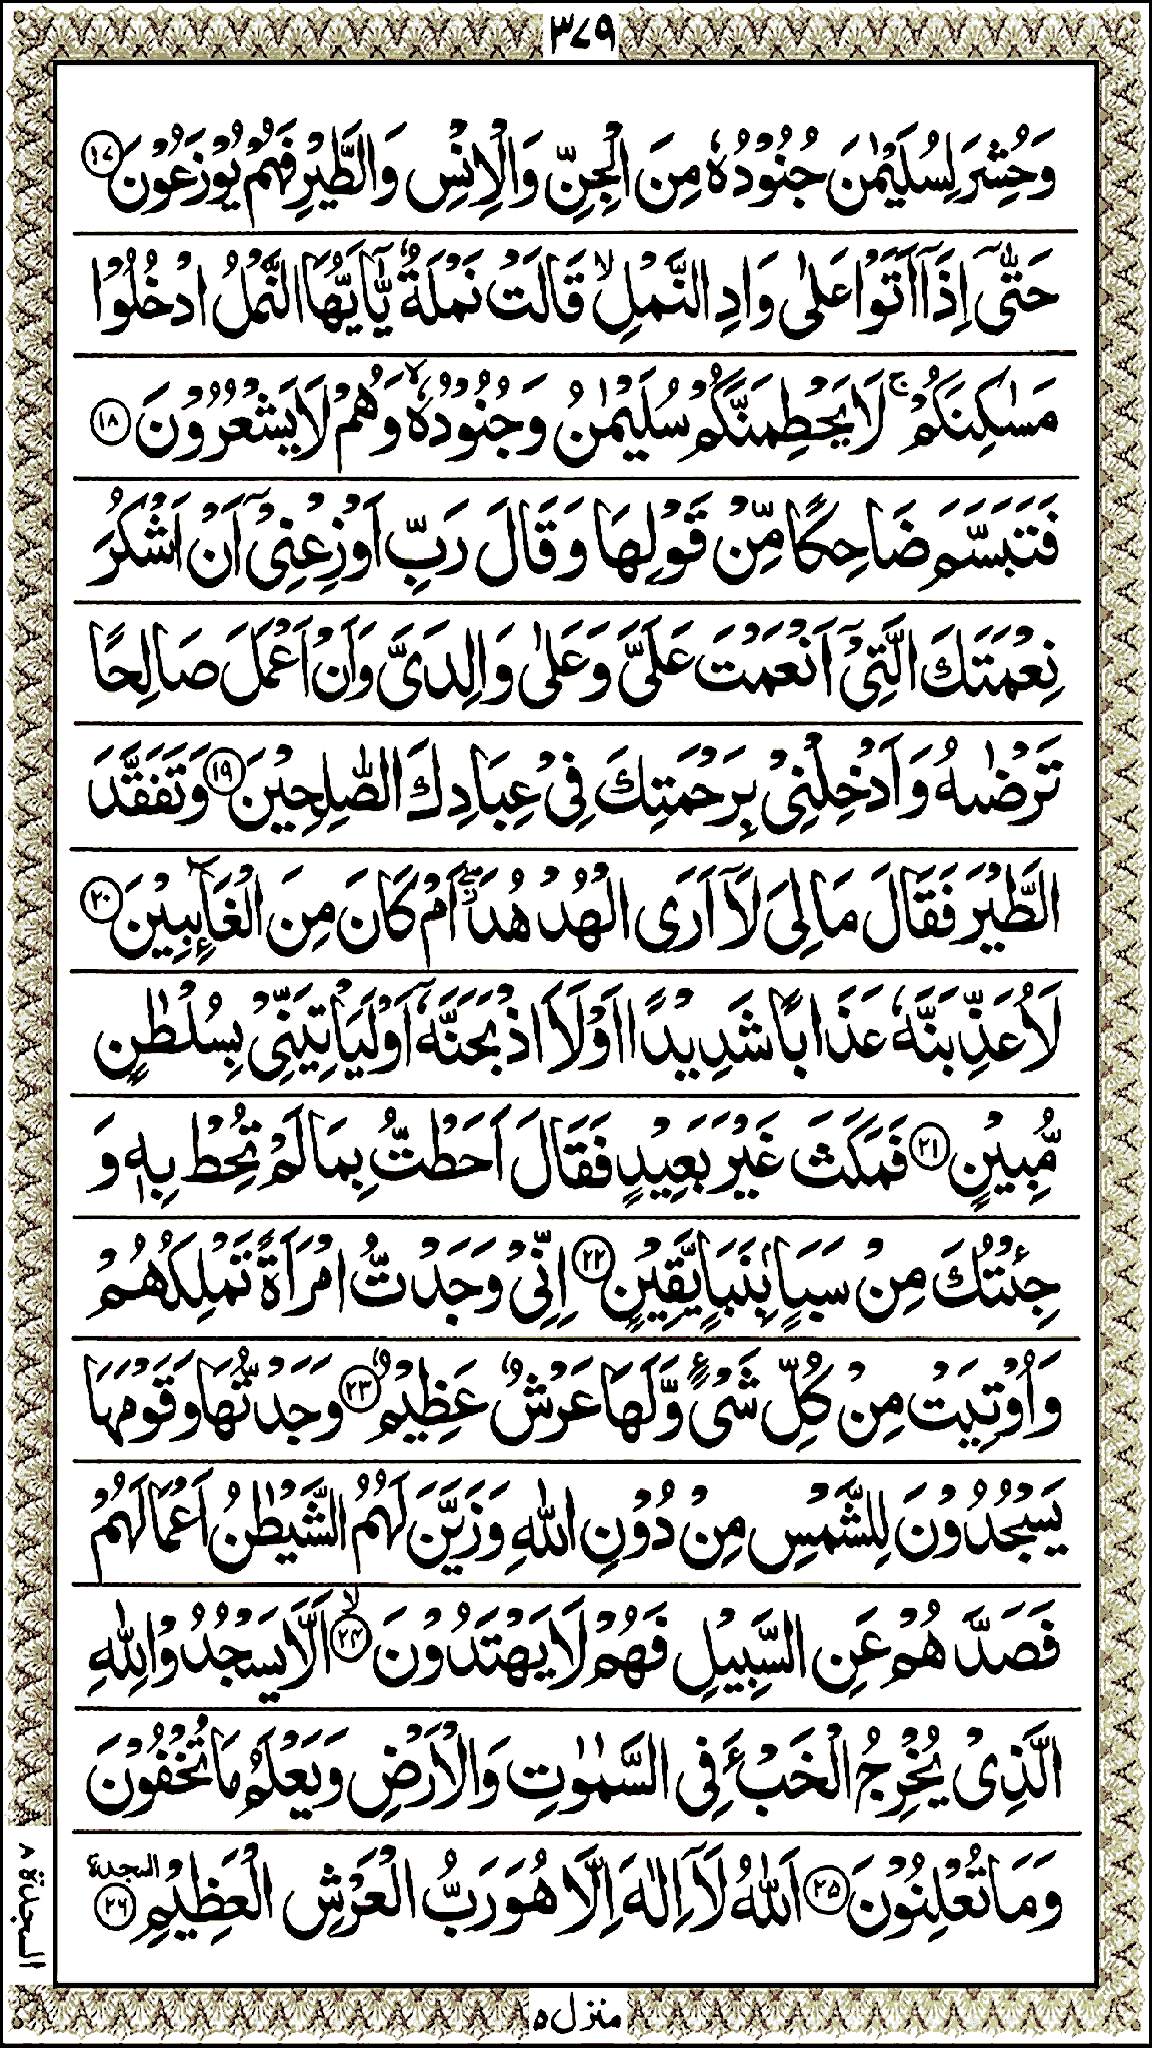 ٣٧٩
وَحُشِرَ لِسُلَيْمٰنَ جُنُوْدُهٗ مِنَ الْجِنِّ وَالْاِنْسِ وَالطَّيْرِ فَهُمْ يُوْزَعُوْنَ ۝١٧
حَتّٰۤى اِذَاۤ اَتَوْا عَلٰى وَادِ النَّمْلِ ۙ قَالَتْ نَمْلَةٌ يّٰۤاَيُّهَا النَّمْلُ ادْخُلُوْا
مَسٰكِنَكُمْ ۚ لَا يَحْطِمَنَّكُمْ سُلَيْمٰنُ وَجُنُوْدُهٗ ۙ وَهُمْ لَا يَشْعُرُوْنَ ۝١٨
فَتَبَسَّمَ ضَاحِكًا مِّنْ قَوْلِهَا وَقَالَ رَبِّ اَوْزِعْنِىْۤ اَنْ اَشْكُرَ
نِعْمَتَكَ الَّتِىْۤ اَنْعَمْتَ عَلَىَّ وَعَلٰى وَالِدَىَّ وَاَنْ اَعْمَلَ صَالِحًا
تَرْضٰٮهُ وَاَدْخِلْنِىْ بِرَحْمَتِكَ فِىْ عِبَادِكَ الصّٰلِحِيْنَ ۝١٩ وَتَفَقَّدَ
الطَّيْرَ فَقَالَ مَا لِىَ لَاۤ اَرَى الْهُدْهُدَ ۖ اَمْ كَانَ مِنَ الْغَآٮِٕبِيْنَ ۝٢٠
لَاُعَذِّبَنَّهٗ عَذَابًا شَدِيْدًا اَوْ لَاَاذْبَحَنَّهٗۤ اَوْ لَيَاْتِيَنِّىْ بِسُلْطٰنٍ
مُّبِيْنٍ ۝٢١ فَمَكَثَ غَيْرَ بَعِيْدٍ فَقَالَ اَحَطْتُّ بِمَا لَمْ تُحِطْ بِهٖ وَ
جِئْتُكَ مِنْ سَبَاٍۢ بِنَبَاٍ يَّقِيْنٍ ۝٢٢ اِنِّىْ وَجَدْتُّ امْرَاَةً تَمْلِكُهُمْ
وَاُوْتِيَتْ مِنْ كُلِّ شَىْءٍ وَّلَهَا عَرْشٌ عَظِيْمٌ ۝٢٣ وَجَدْتُّهَا وَقَوْمَهَا
يَسْجُدُوْنَ لِلشَّمْسِ مِنْ دُوْنِ اللّٰهِ وَزَيَّنَ لَهُمُ الشَّيْطٰنُ اَعْمَالَهُمْ
فَصَدَّهُمْ عَنِ السَّبِيْلِ فَهُمْ لَا يَهْتَدُوْنَ ۙ ۝٢٤ اَلَّا يَسْجُدُوْا لِلّٰهِ
الَّذِىْ يُخْرِجُ الْخَبْءَ فِى السَّمٰوٰتِ وَالْاَرْضِ وَيَعْلَمُ مَا تُخْفُوْنَ
وَمَا تُعْلِنُوْنَ ۝٢٥ اَللّٰهُ لَاۤ اِلٰهَ اِلَّا هُوَ رَبُّ الْعَرْشِ الْعَظِيْمِ ۝٢٦ السجدة
السجدة ٨
منزل ٥